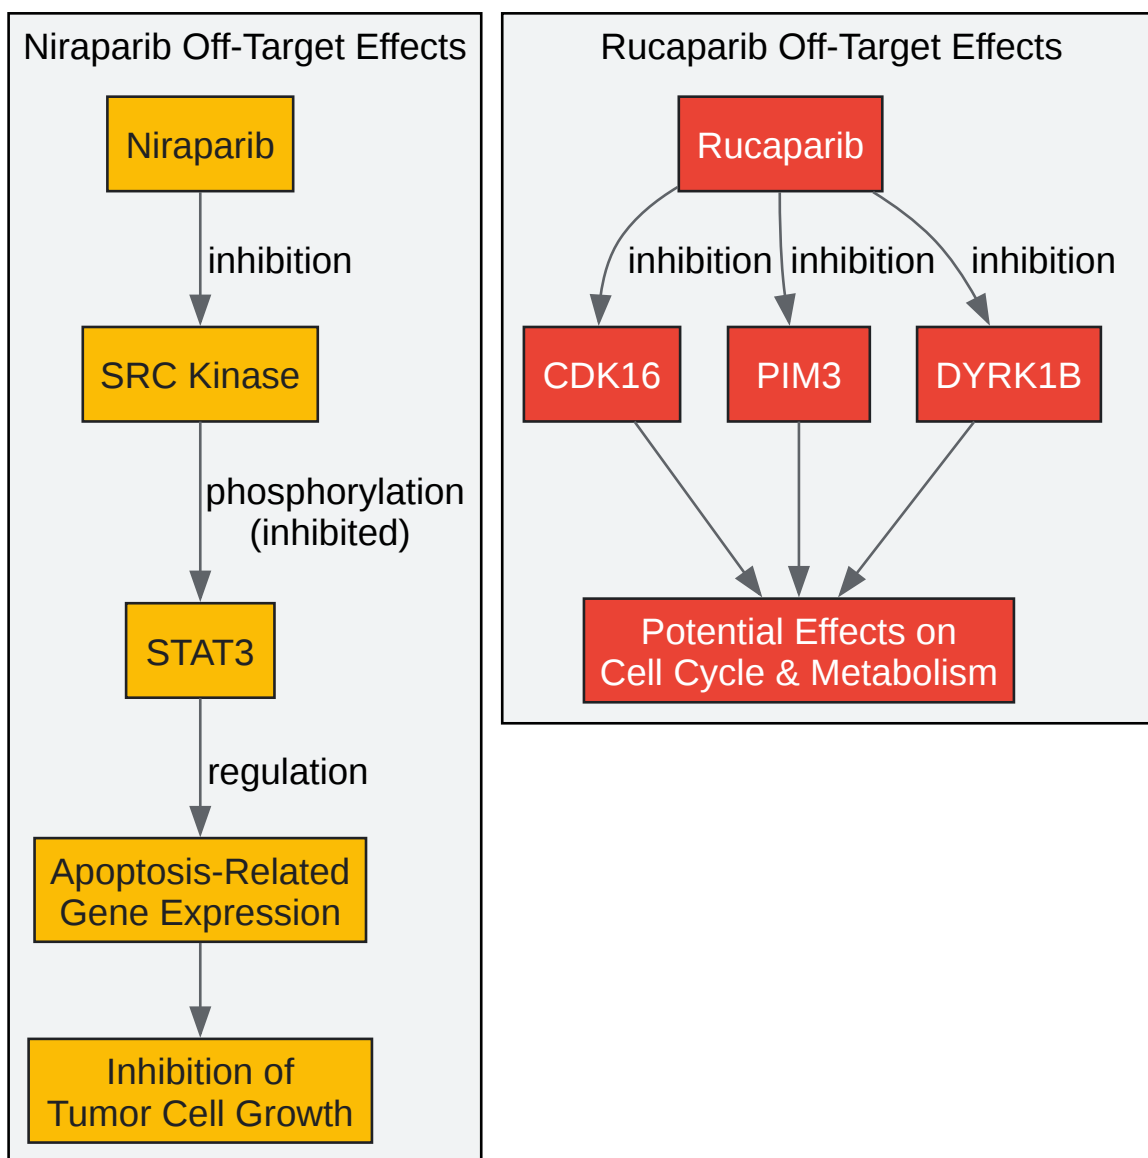 Niraparib Off-Target Effects
Niraparib
inhibition
SRC Kinase
phosphorylation
(inhibited)
STAT3
regulation
Apoptosis-Related
Gene Expression
Inhibition of
Tumor Cell Growth
Rucaparib Off-Target Effects
Rucaparib
inhibition
inhibition
inhibition
CDK16
PIM3
DYRK1B
Potential Effects on
Cell Cycle & Metabolism